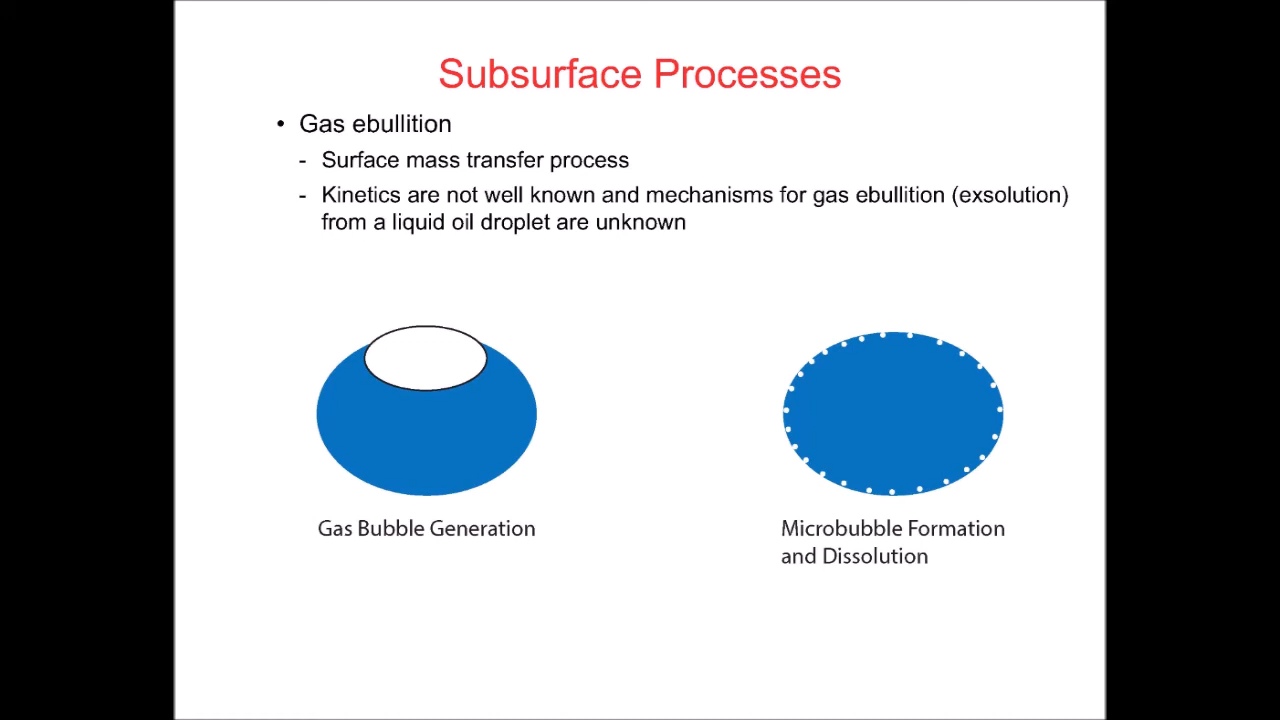 Subsurface Processes
• Gas ebullition
- Surface mass transfer process
- Kinetics are not well known and mechanisms for gas ebullition (exsolution)
from a liquid oil droplet are unknown
Gas Bubble Generation
Microbubble Formation
and Dissolution